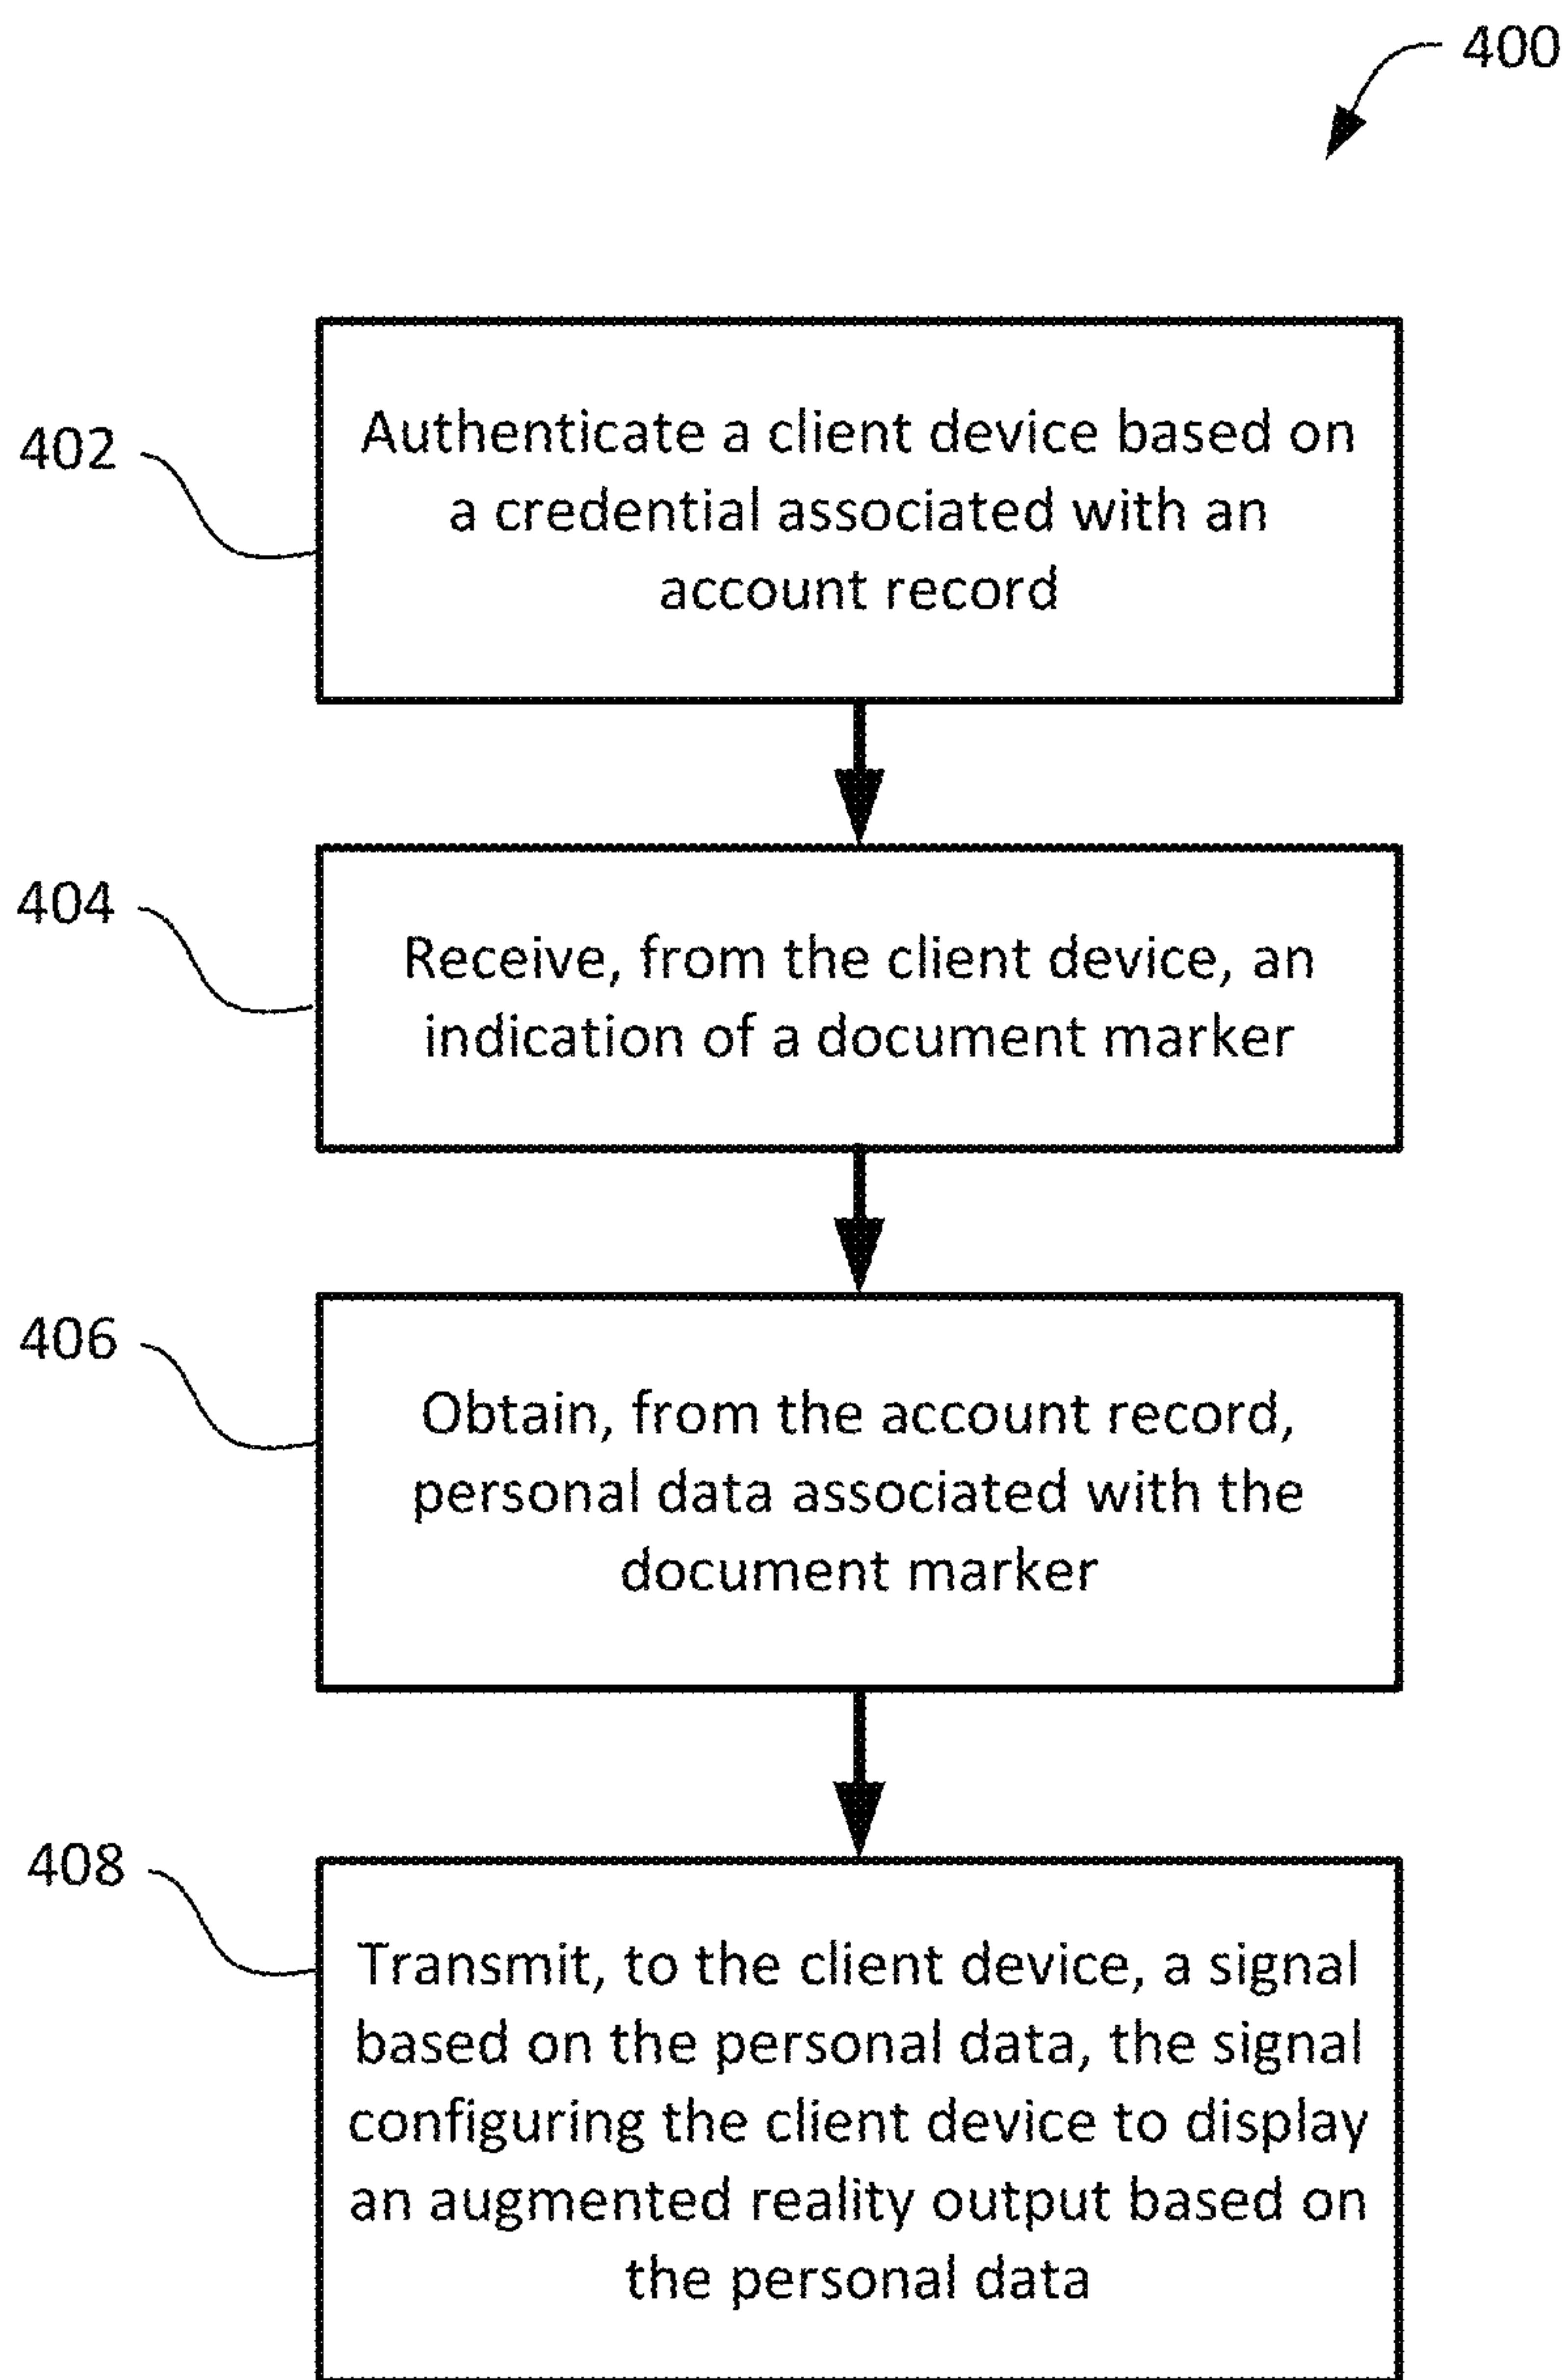 400
402
Authenticate a client device based on
a credential associated with an
account record
404
Receive, from the client device, an
indication of a document marker
406
Obtain, from the account record,
personal data associated with the
document marker
408
Transmit, to the client device, a signal
based on the personal data, the signal
configuring the client device to display
an augmented reality output based on
the personal data